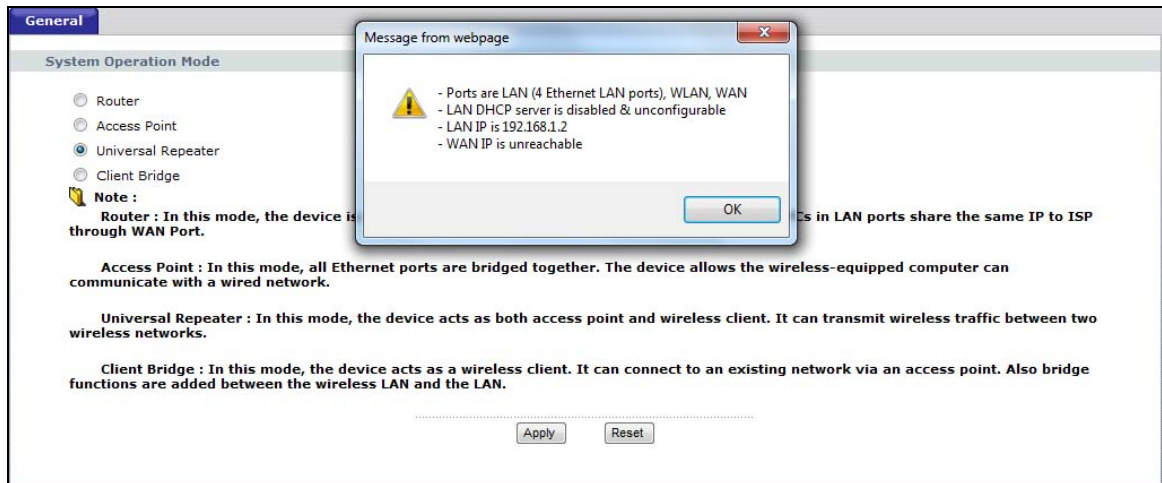 General
System Operation Mode
Message from webpage
- Ports are LAN (4 Ethernet LAN ports), WLAN, WAN
- LAN DHCP server is disabled & unconfigurable
- LAN IP is 192.168.1.2
- WAN IP is unreachable
OK
Router
Access Point
Universal Repeater
Client Bridge
Note :
Router : In this mode, the device is in LAN ports share the same IP to ISP
through WAN Port.
Access Point : In this mode, all Ethernet ports are bridged together. The device allows the wireless-equipped computer can
communicate with a wired network.
Universal Repeater : In this mode, the device acts as both access point and wireless client. It can transmit wireless traffic between two
wireless networks.
Client Bridge : In this mode, the device acts as a wireless client. It can connect to an existing network via an access point. Also bridge
functions are added between the wireless LAN and the LAN.
Apply Reset